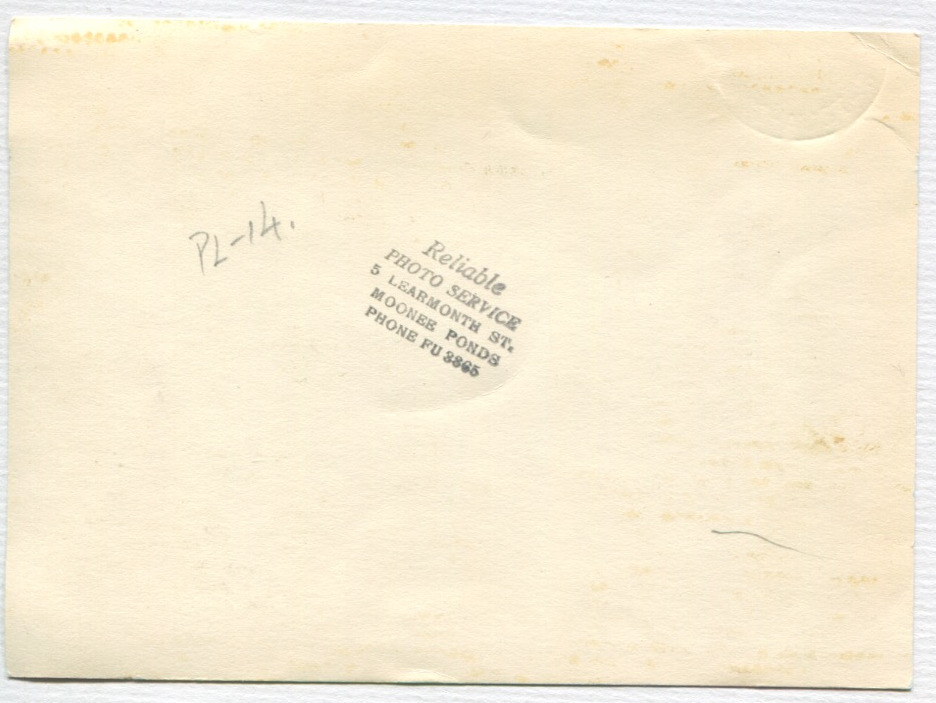 PL-14.
Reliable
PHOTO SERVICE
5 LEARMONTH ST.
MOONEE PONDS
PHONE FU 3865